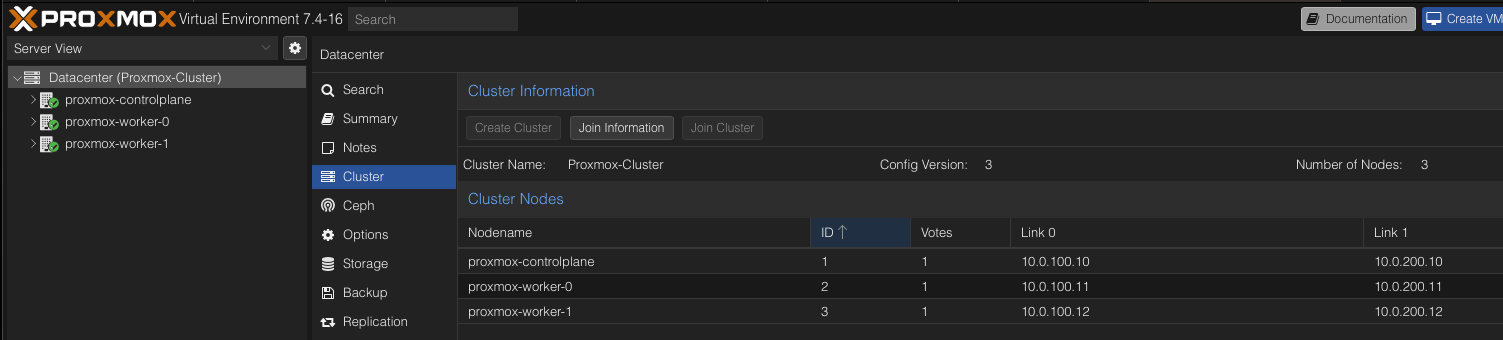 PROXMOX Virtual Environment 7.4-16 Search Documentation Create VM
Server View
Datacenter (Proxmox-Cluster)
proxmox-controlplane
proxmox-worker-0
proxmox-worker-1
Datacenter
Search
Summary
Notes
Cluster
Ceph
Options
Storage
Backup
Replication
Cluster Information
Create Cluster Join Information Join Cluster
Cluster Name: Proxmox-Cluster Config Version: 3 Number of Nodes: 3
Cluster Nodes
Nodename ID Votes Link 0 Link 1
proxmox-controlplane 1 1 10.0.100.10 10.0.200.10
proxmox-worker-0 2 1 10.0.100.11 10.0.200.11
proxmox-worker-1 3 1 10.0.100.12 10.0.200.12